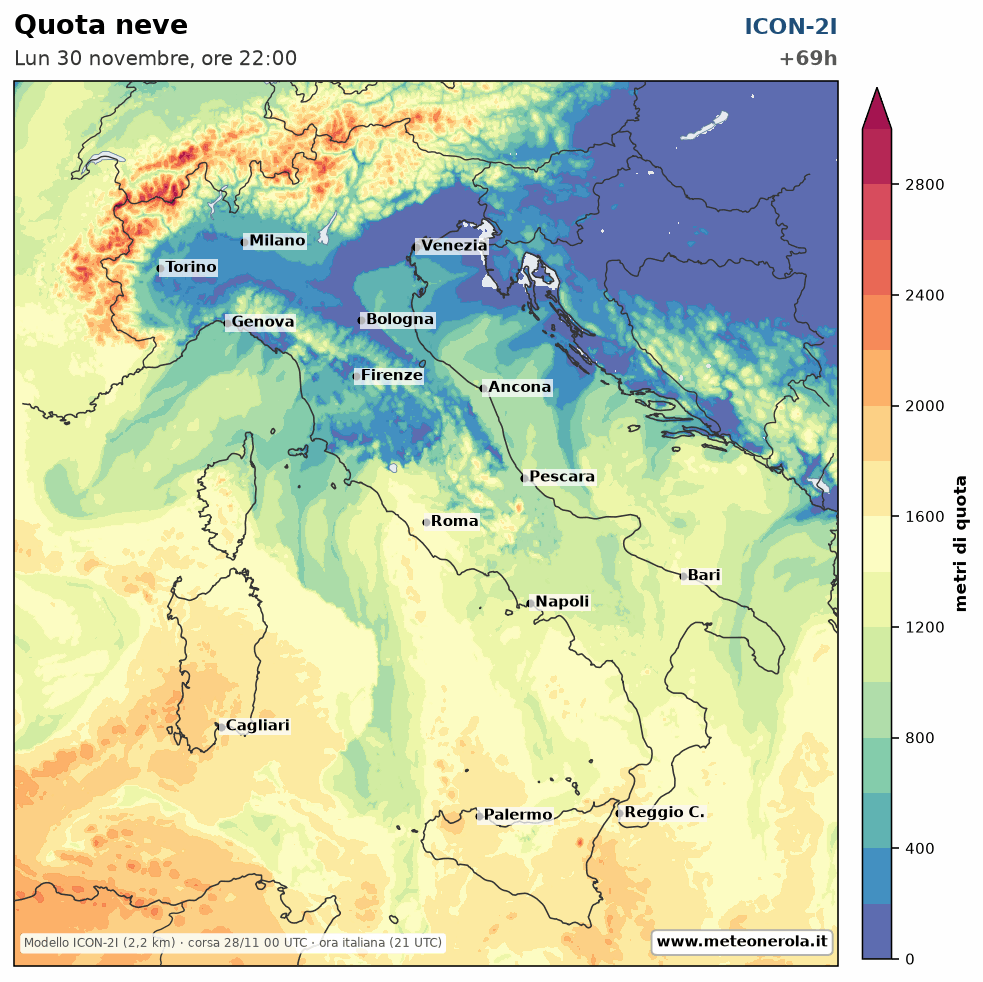 Quota neve
ICON-2I
Lun 30 novembre, ore 22:00
+69h
Milano
Venezia
Torino
Genova
Bologna
Firenze
Ancona
Pescara
Roma
Bari
Napoli
Cagliari
Palermo
Reggio C.
2800
2400
2000
1600
1200
800
400
0
metri di quota
Modello ICON-2I (2,2 km) · corsa 28/11 00 UTC · ora italiana (21 UTC)
www.meteonerola.it